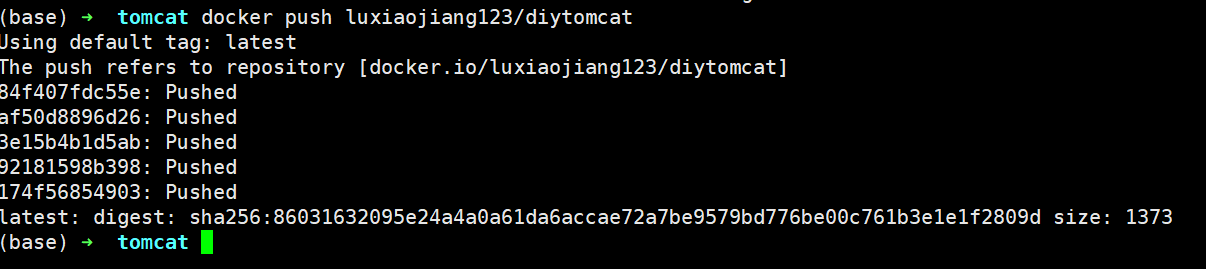 (base) → tomcat docker push luxiaojiang123/diytomcat
Using default tag: latest
The push refers to repository [docker.io/luxiaojiang123/diytomcat]
84f407fdc55e: Pushed
af50d8896d26: Pushed
3e15b4b1d5ab: Pushed
92181598b398: Pushed
174f56854903: Pushed
latest: digest: sha256:86031632095e24a4a0a61da6accae72a7be9579bd776be00c761b3e1e1f2809d size: 1373
(base) → tomcat